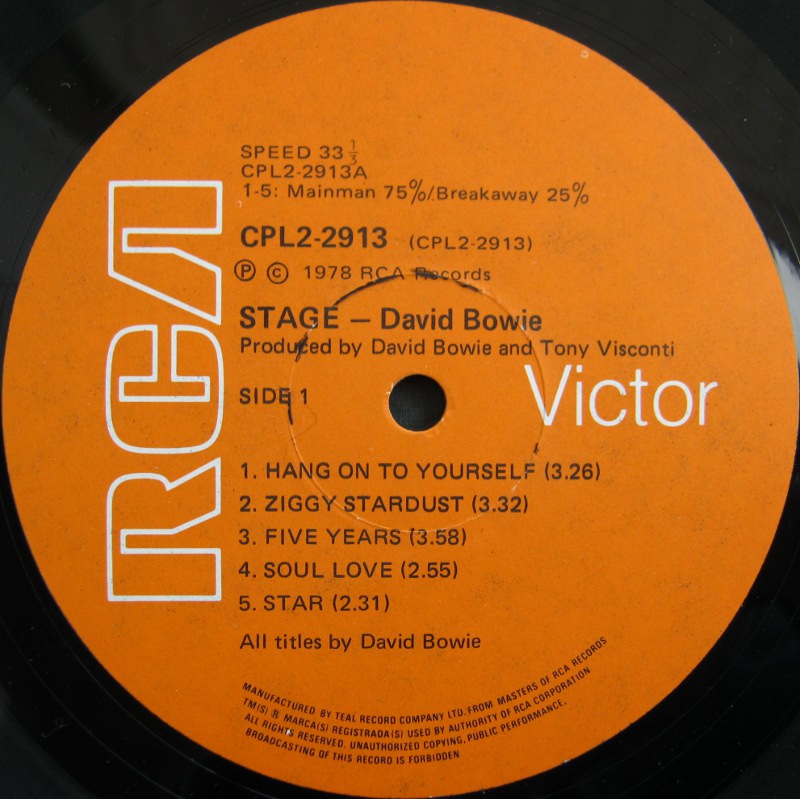 SPEED 33 1/3
CPL2-2913A
1-5: Mainman 75%/Breakaway 25%
CPL2-2913 (CPL2-2913)
Ⓟ © 1978 RCA Records
STAGE — David Bowie
Produced by David Bowie and Tony Visconti
RCA
Victor
SIDE 1
1. HANG ON TO YOURSELF (3.26)
2. ZIGGY STARDUST (3.32)
3. FIVE YEARS (3.58)
4. SOUL LOVE (2.55)
5. STAR (2.31)
All titles by David Bowie
MANUFACTURED BY TEAL RECORD COMPANY LTD. FROM MASTERS OF RCA RECORDS
TM(S) ® MARCA(S) REGISTRADA(S) USED BY AUTHORITY OF RCA CORPORATION
ALL RIGHTS RESERVED. UNAUTHORIZED COPYING, PUBLIC PERFORMANCE,
BROADCASTING OF THIS RECORD IS FORBIDDEN